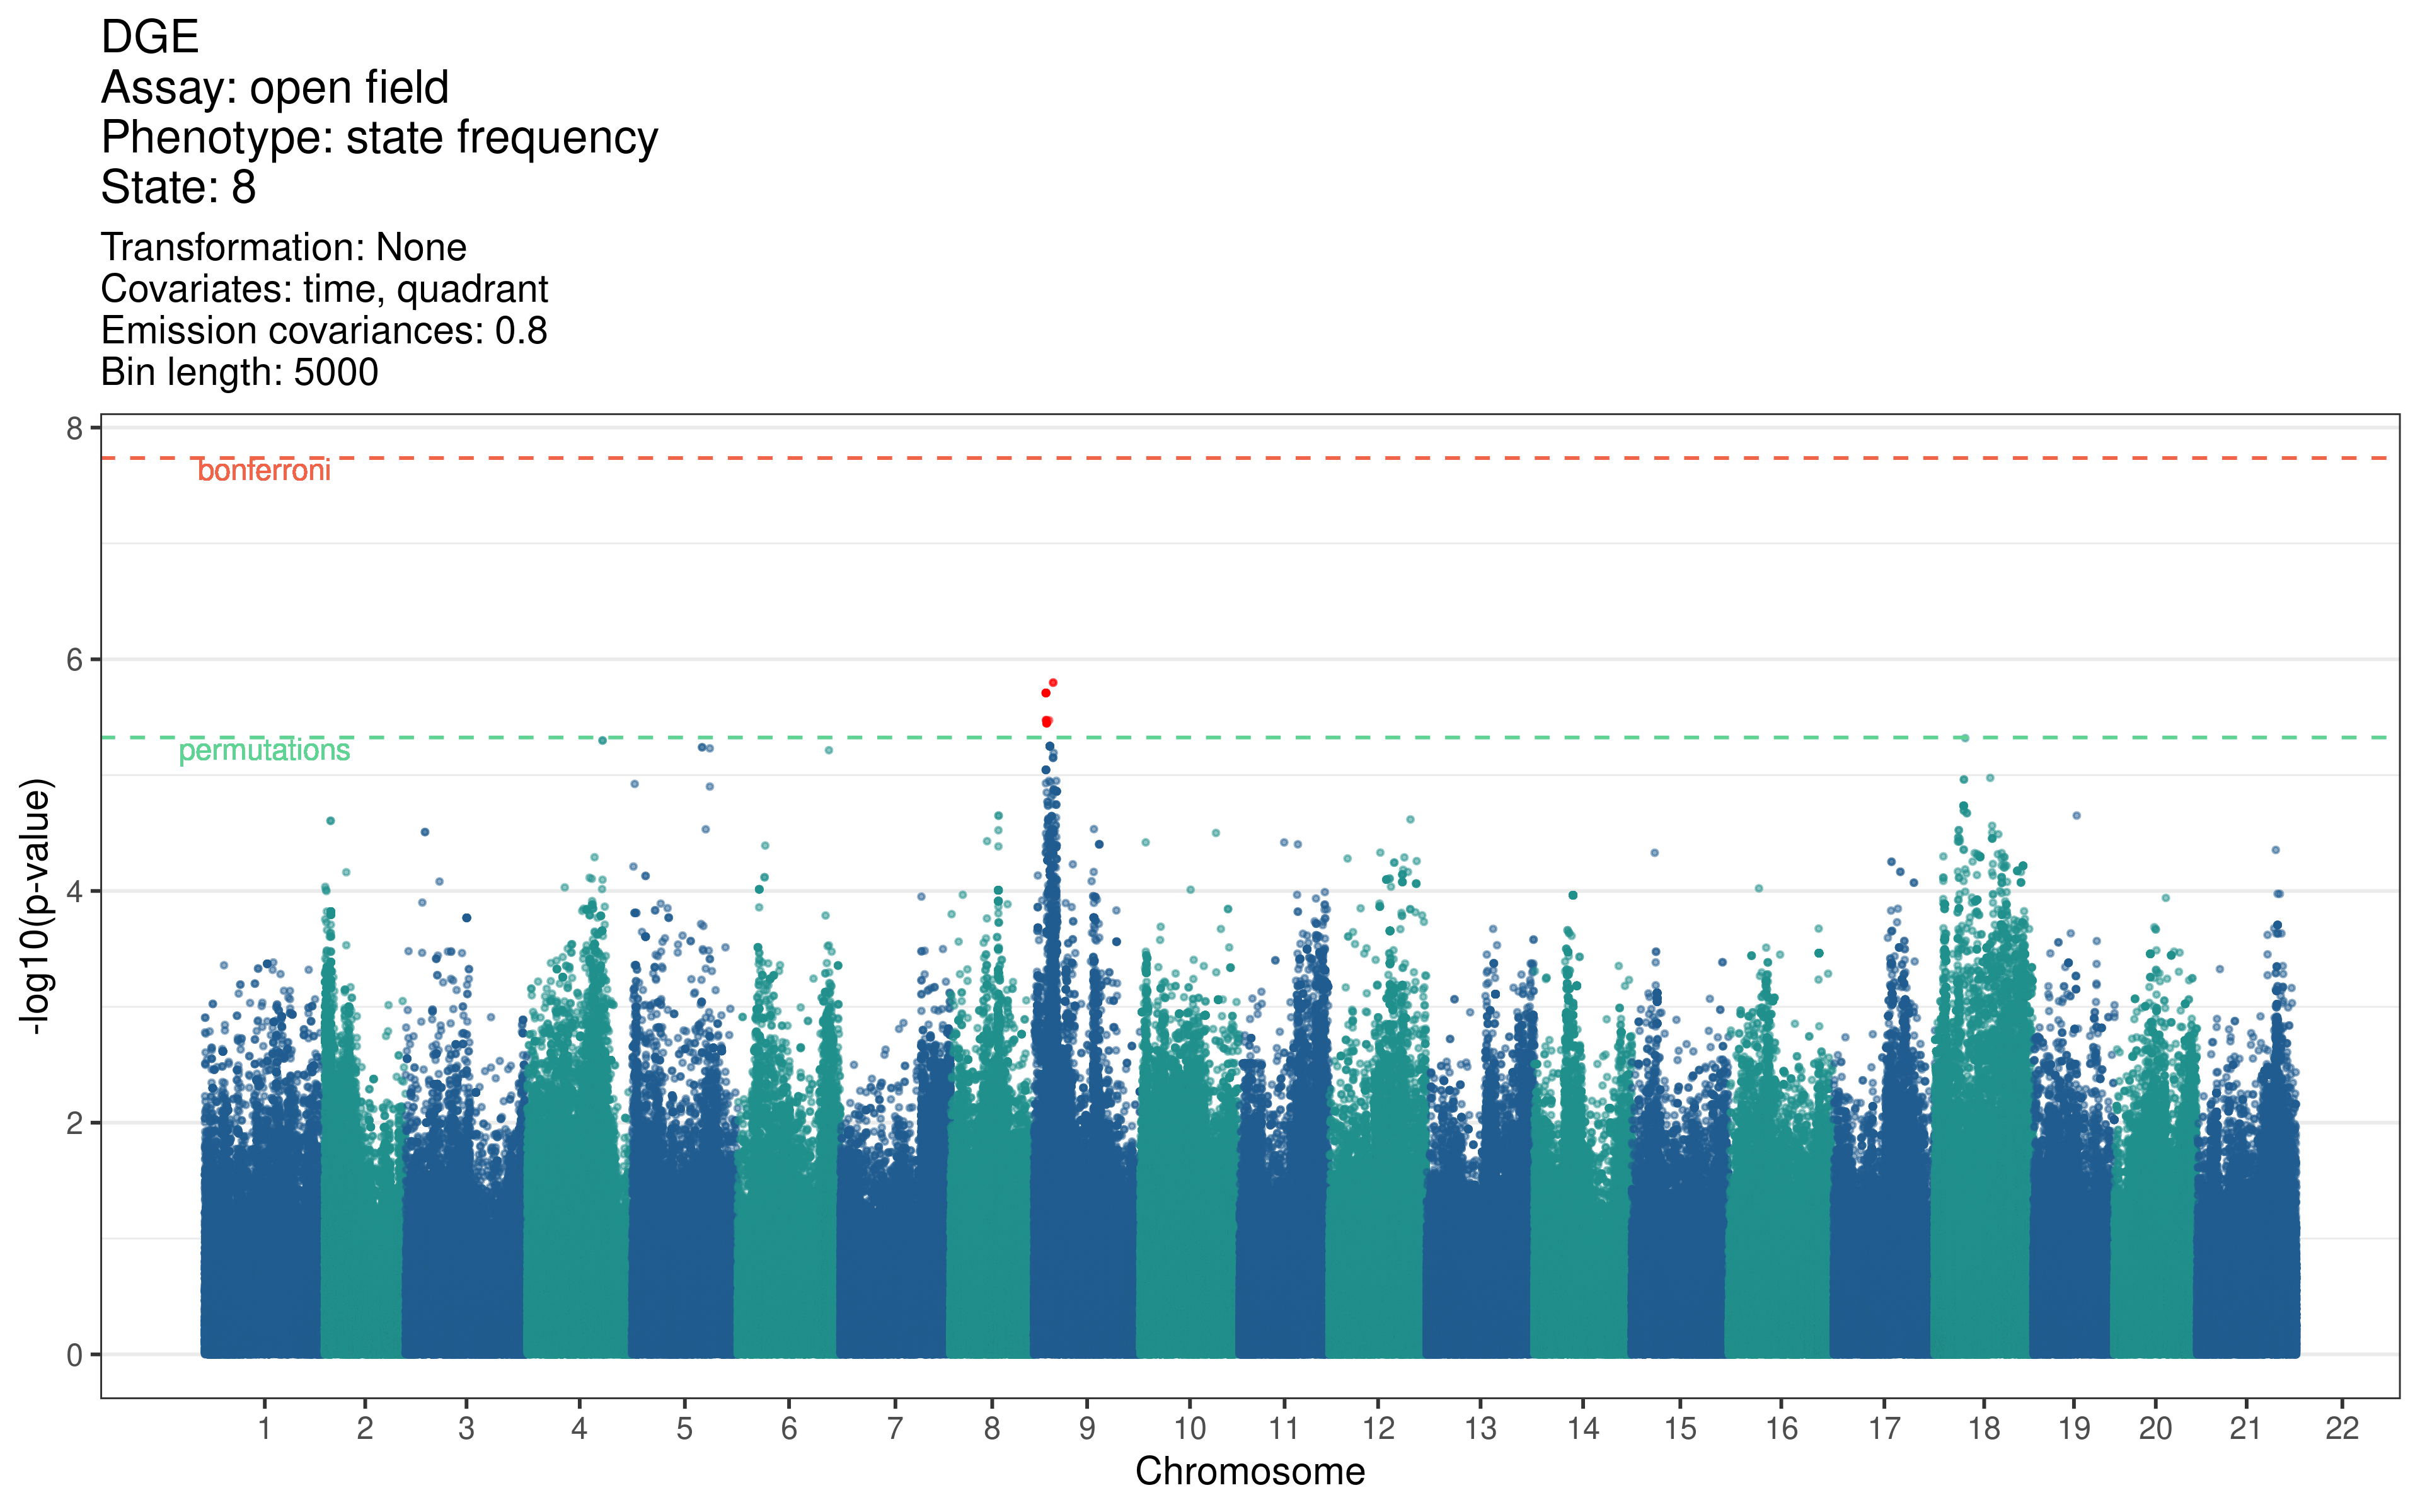 DGE
Assay: open field
Phenotype: state frequency
State: 8
Transformation: None
Covariates: time, quadrant
Emission covariances: 0.8
Bin length: 5000
8
bonferroni
6
permutations
4
2
0
-log10(p-value)
1 2 3 4 5 6 7 8 9 10 11 12 13 14 15 16 17 18 19 20 21 22
Chromosome